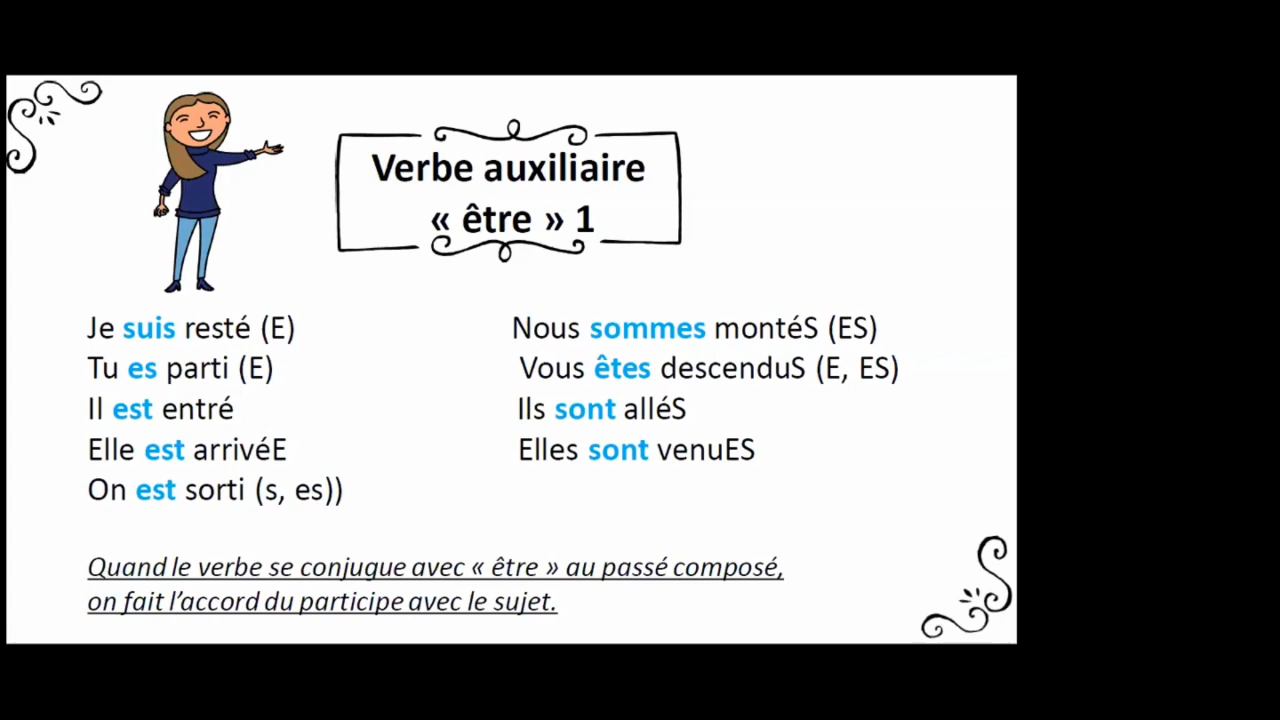 Verbe auxiliaire
« être » 1
Je suis resté (E)
Tu es parti (E)
Il est entré
Elle est arrivéE
On est sorti (s, es))
Nous sommes montéS (ES)
Vous êtes descenduS (E, ES)
Ils sont alléS
Elles sont venuES
Quand le verbe se conjugue avec « être » au passé composé,
on fait l’accord du participe avec le sujet.